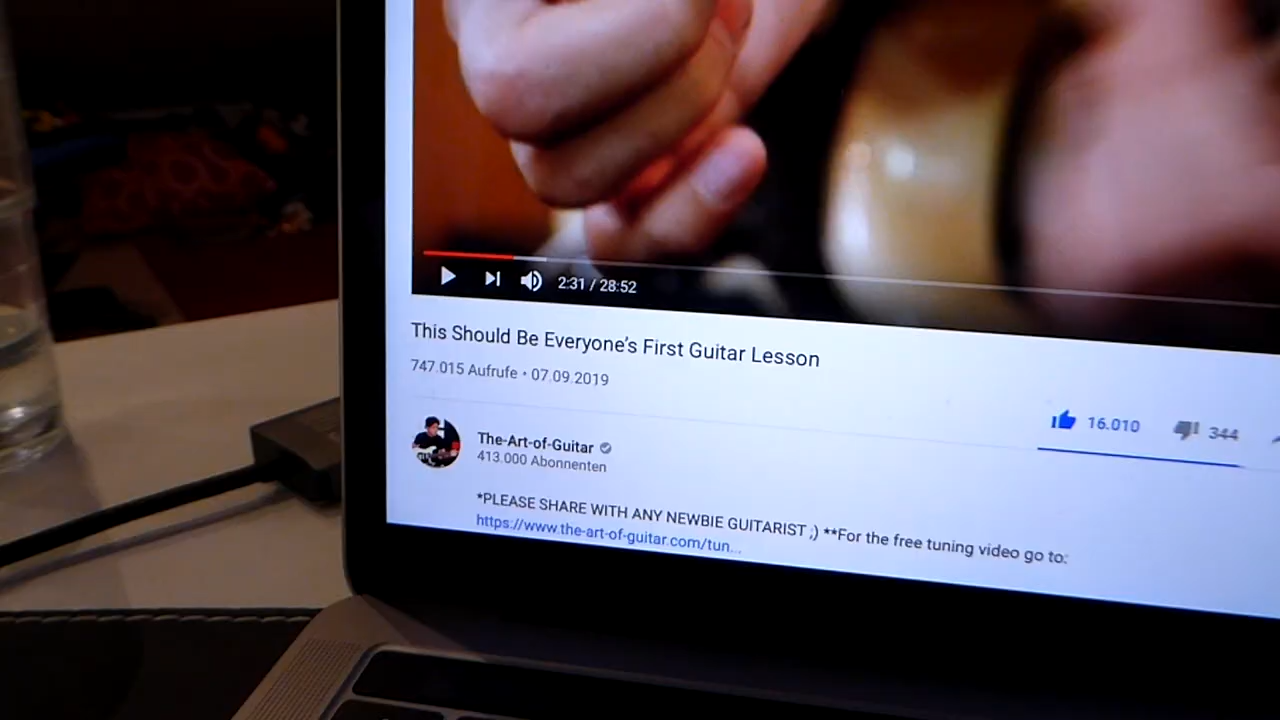 2:31 / 28:52
This Should Be Everyone's First Guitar Lesson
747.015 Aufrufe • 07.09.2019
16.010 344
The-Art-of-Guitar
413.000 Abonnenten
*PLEASE SHARE WITH ANY NEWBIE GUITARIST ;) **For the free tuning video go to:
https://www.the-art-of-guitar.com/tun...